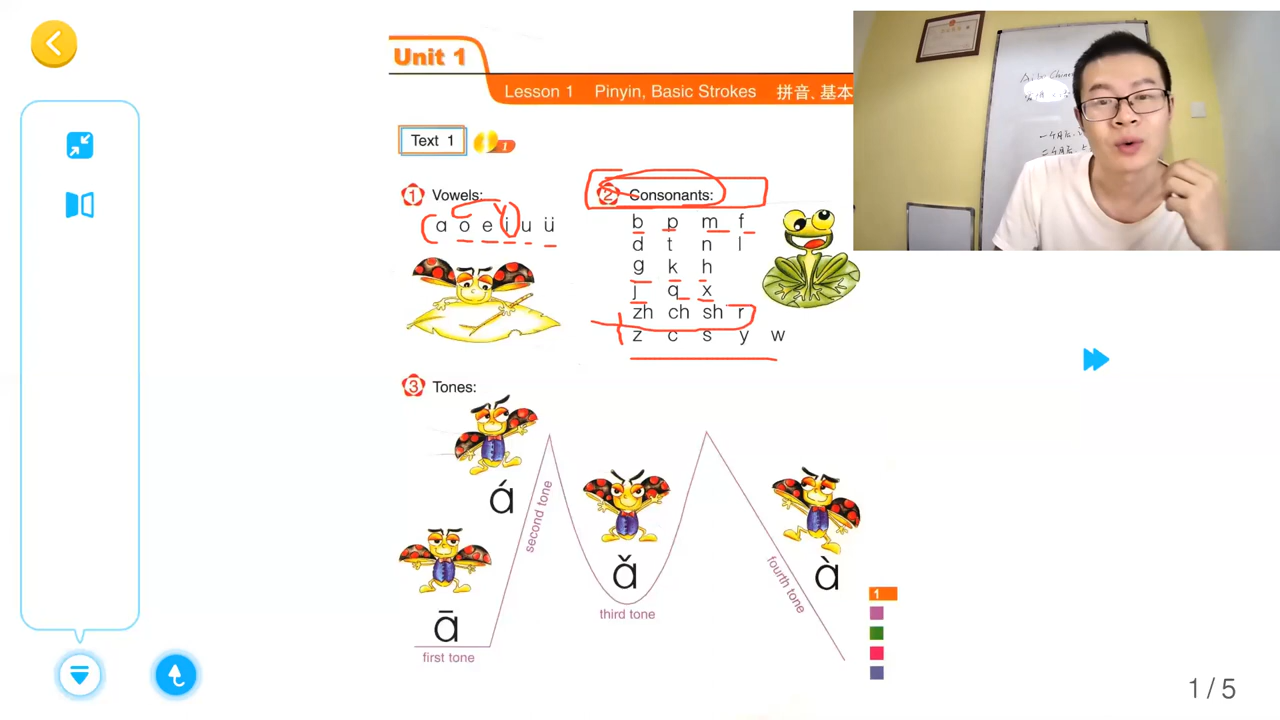 Unit 1
Lesson 1 Pinyin, Basic Strokes 拼音、基本
Text 1
1
1 Vowels:
a o e i u ü
2 Consonants:
b p m f
d t n l
g k h
j q x
zh ch sh r
z c s y w
3 Tones:
á
second tone
ǎ
third tone
à
fourth tone
ā
first tone
1
1 / 5